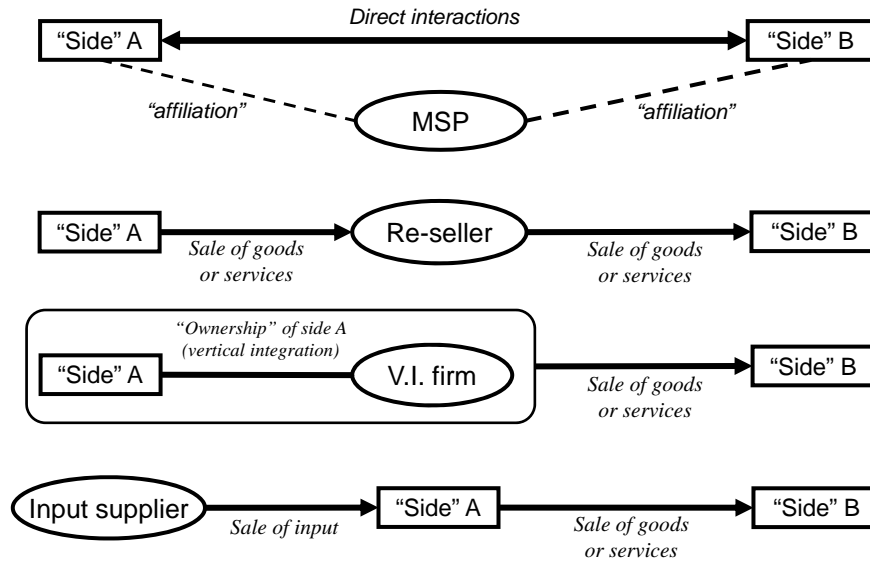 Direct interactions
“Side” A
“Side” B
“affiliation”
MSP
“affiliation”
“Side” A
Re-seller
“Side” B
Sale of goods
or services
Sale of goods
or services
“Ownership” of side A
(vertical integration)
“Side” A
V.I. firm
“Side” B
Sale of goods
or services
Input supplier
“Side” A
“Side” B
Sale of input
Sale of goods
or services